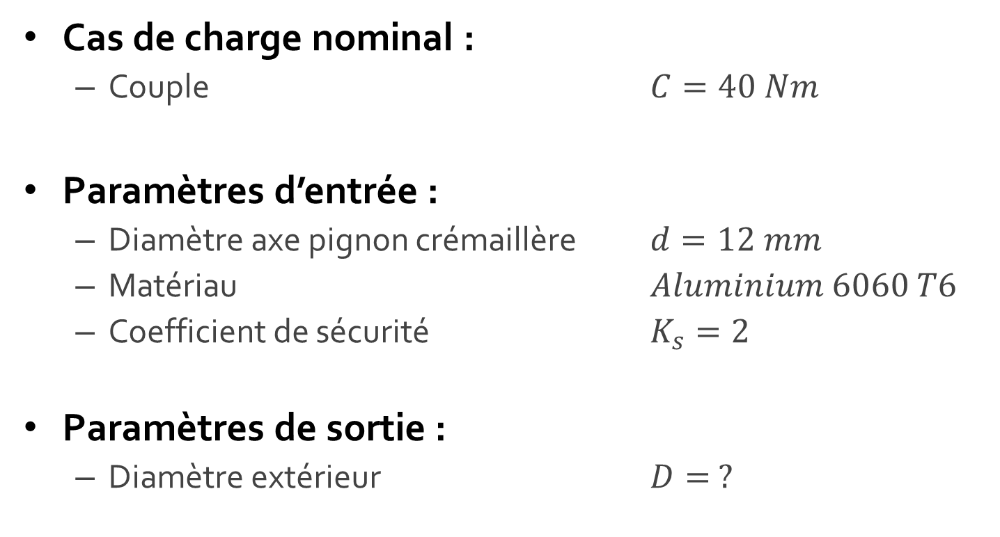 • Cas de charge nominal :
– Couple C = 40 Nm
• Paramètres d’entrée :
– Diamètre axe pignon crémaillère d = 12 mm
– Matériau Aluminium 6060 T6
– Coefficient de sécurité Kₛ = 2
• Paramètres de sortie :
– Diamètre extérieur D = ?